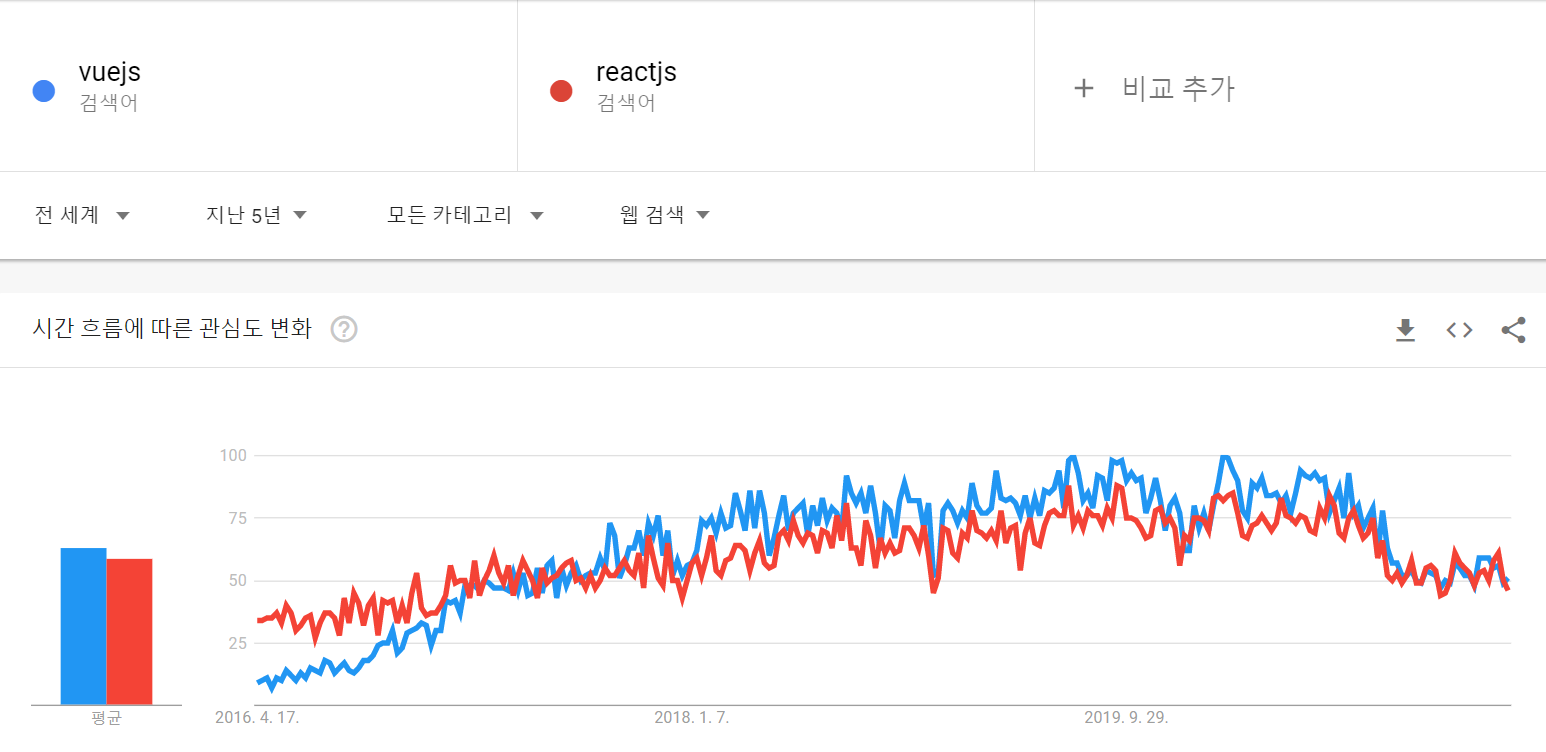 vuejs
검색어
reactjs
검색어
+ 비교 추가
전 세계
지난 5년
모든 카테고리
웹 검색
시간 흐름에 따른 관심도 변화 ?
100
75
50
25
평균
2016. 4. 17.
2018. 1. 7.
2019. 9. 29.